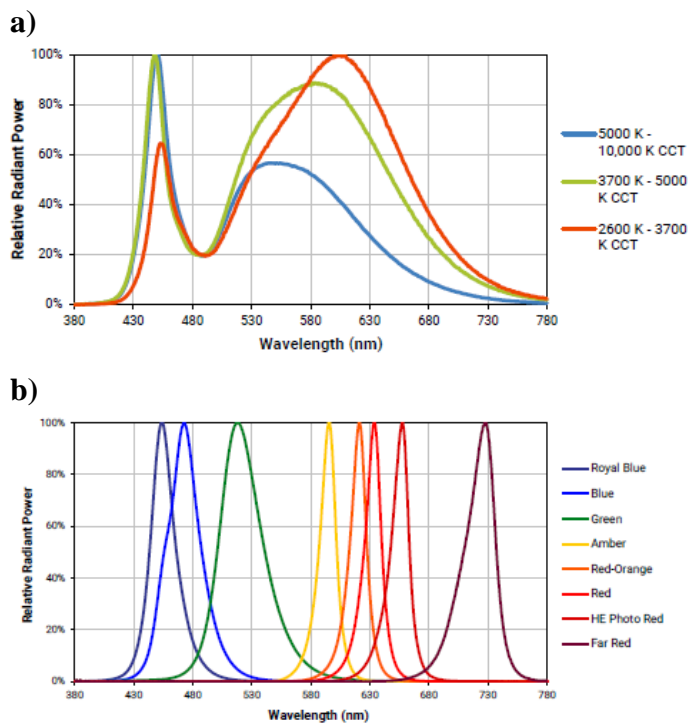 a)
100%
80%
60%
40%
20%
0%
Relative Radiant Power
380 430 480 530 580 630 680 730 780
Wavelength (nm)
5000 K -
10,000 K CCT
3700 K - 5000
K CCT
2600 K - 3700
K CCT
b)
100%
80%
60%
40%
20%
0%
Relative Radiant Power
380 430 480 530 580 630 680 730 780
Wavelength (nm)
Royal Blue
Blue
Green
Amber
Red-Orange
Red
HE Photo Red
Far Red